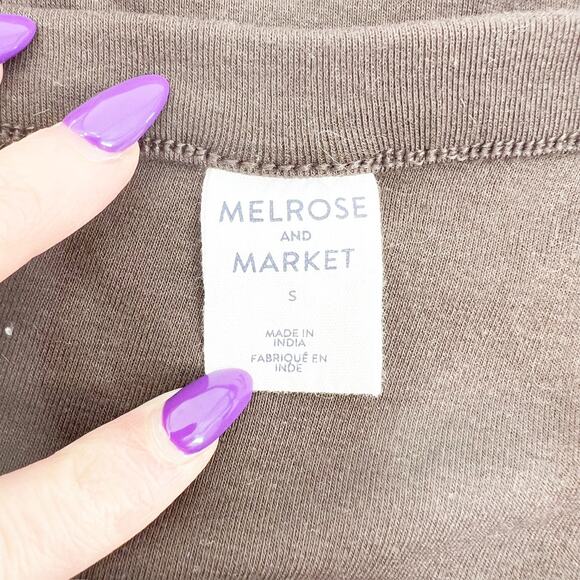 MELROSE
AND
MARKET
S
MADE IN
INDIA
FABRIQUÉ EN
INDE